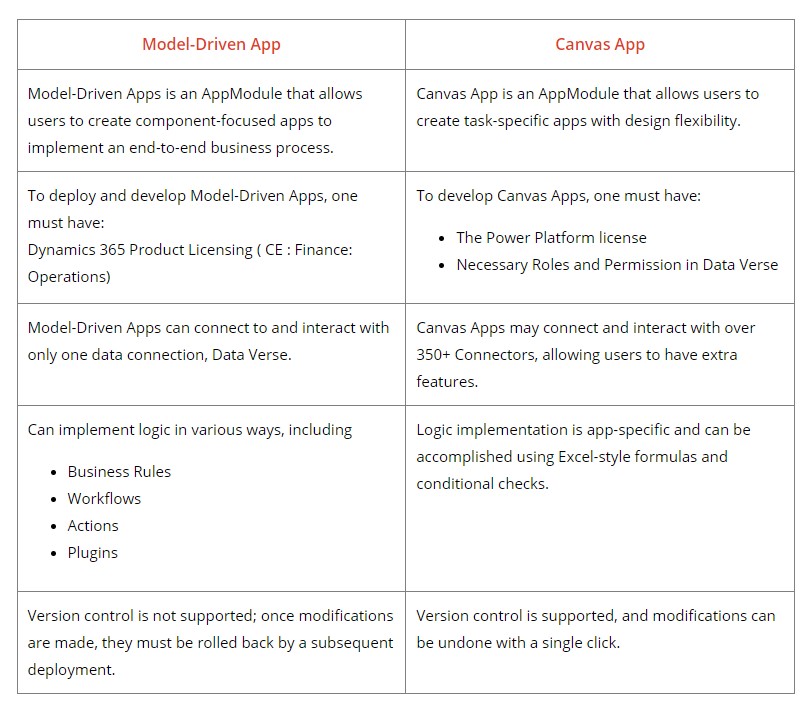 Model-Driven App
Canvas App
Model-Driven Apps is an AppModule that allows
users to create component-focused apps to
implement an end-to-end business process.
Canvas App is an AppModule that allows users to
create task-specific apps with design flexibility.
To deploy and develop Model-Driven Apps, one
must have:
Dynamics 365 Product Licensing ( CE : Finance:
Operations)
To develop Canvas Apps, one must have:
• The Power Platform license
• Necessary Roles and Permission in Data Verse
Model-Driven Apps can connect to and interact with
only one data connection, Data Verse.
Canvas Apps may connect and interact with over
350+ Connectors, allowing users to have extra
features.
Can implement logic in various ways, including
• Business Rules
• Workflows
• Actions
• Plugins
Logic implementation is app-specific and can be
accomplished using Excel-style formulas and
conditional checks.
Version control is not supported; once modifications
are made, they must be rolled back by a subsequent
deployment.
Version control is supported, and modifications can
be undone with a single click.